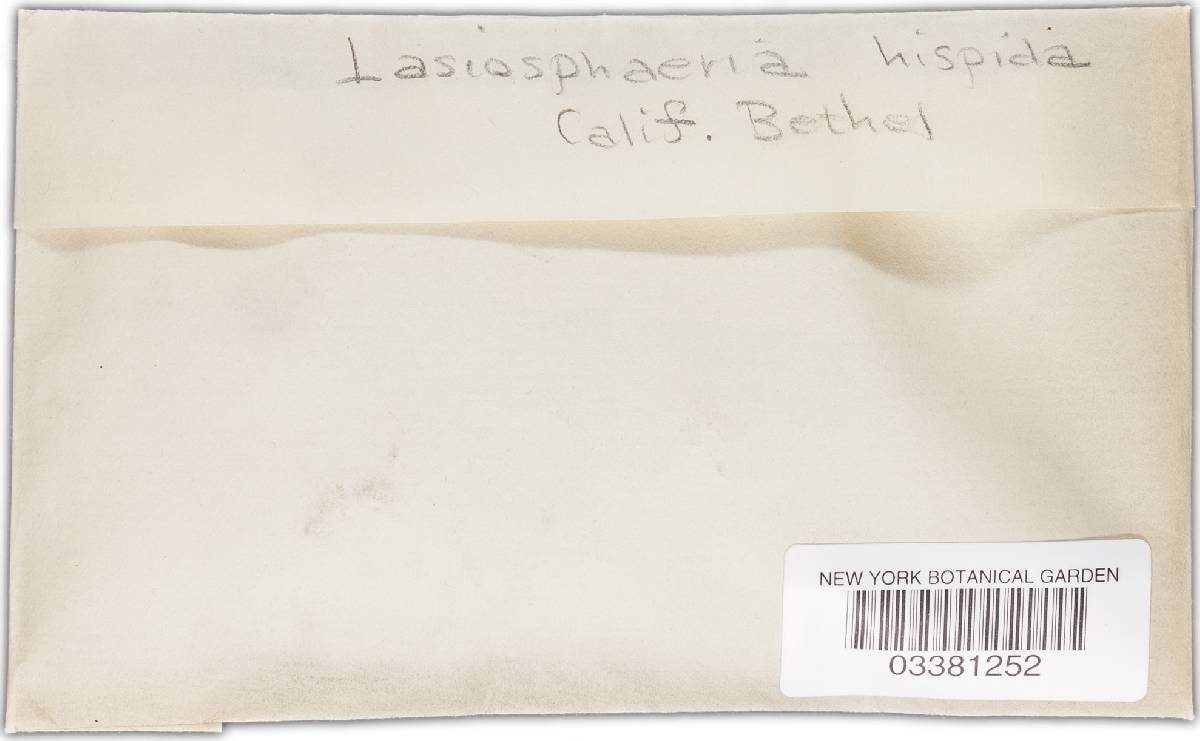 Lasiosphaeria hispida
Calif. Bethel
NEW YORK BOTANICAL GARDEN
03381252